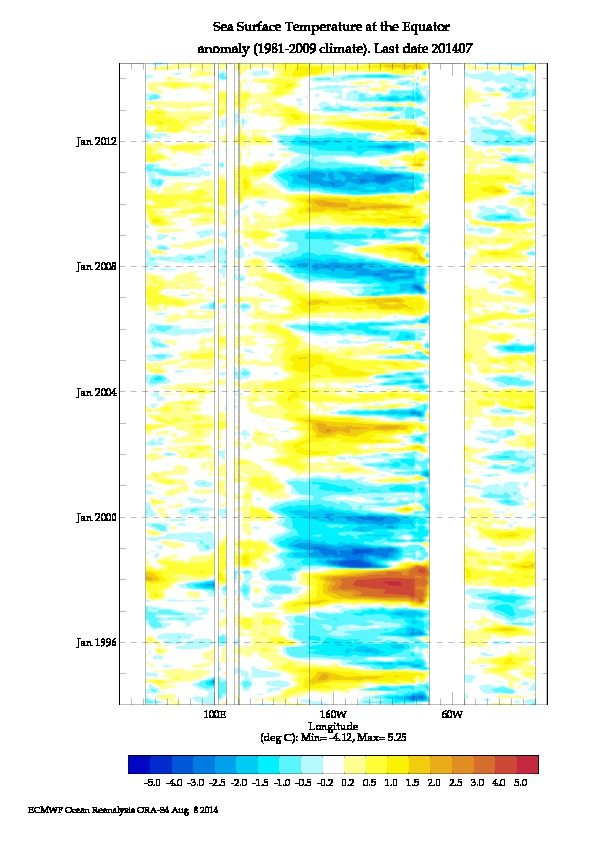 Sea Surface Temperature at the Equator
anomaly (1981-2009 climate). Last date 201407
Jan 2012
Jan 2008
Jan 2004
Jan 2000
Jan 1996
100E 160W 60W
Longitude
(deg C): Min= -4.12, Max= 5.25
-5.0 -4.0 -3.0 -2.5 -2.0 -1.5 -1.0 -0.5 -0.2 0.2 0.5 1.0 1.5 2.0 2.5 3.0 4.0 5.0
ECMWF Ocean Reanalysis ORA-S4 Aug 8 2014